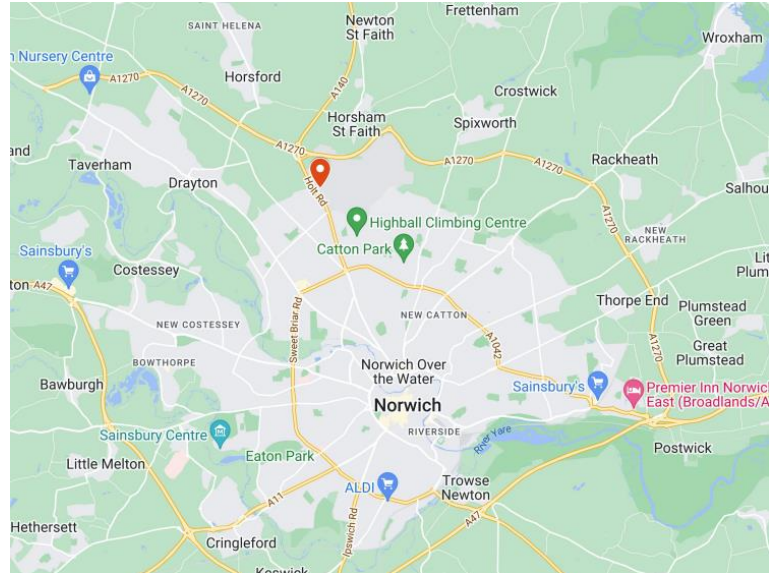 Frettenham
Newton
St Faith
SAINT HELENA
Wroxham
n Nursery Centre
A1270
A140
Horsford
Crostwick
A1270
Horsham
St Faith
Spixworth
and
A1270
A1270
Rackheath
Taverham
Drayton
Holt Rd
Salhou
A1270
Highball Climbing Centre
Catton Park
NEW
RACKHEATH
Sainsbury's
Costessey
Lit
Plum
ton
A47
Thorpe End
Plumstead
Green
NEW COSTESSEY
Sweet Briar Rd
NEW CATTON
A1042
A1270
Great
Plumstead
BOWTHORPE
Norwich Over
the Water
Bawburgh
Sainsbury's
Premier Inn Norwich
East (Broadlands/A
Norwich
Sainsbury Centre
RIVERSIDE
River Yare
Eaton Park
Postwick
Little Melton
ALDI
Trowse
Newton
A11
Ipswich Rd
A47
Hethersett
Cringleford
Keswick